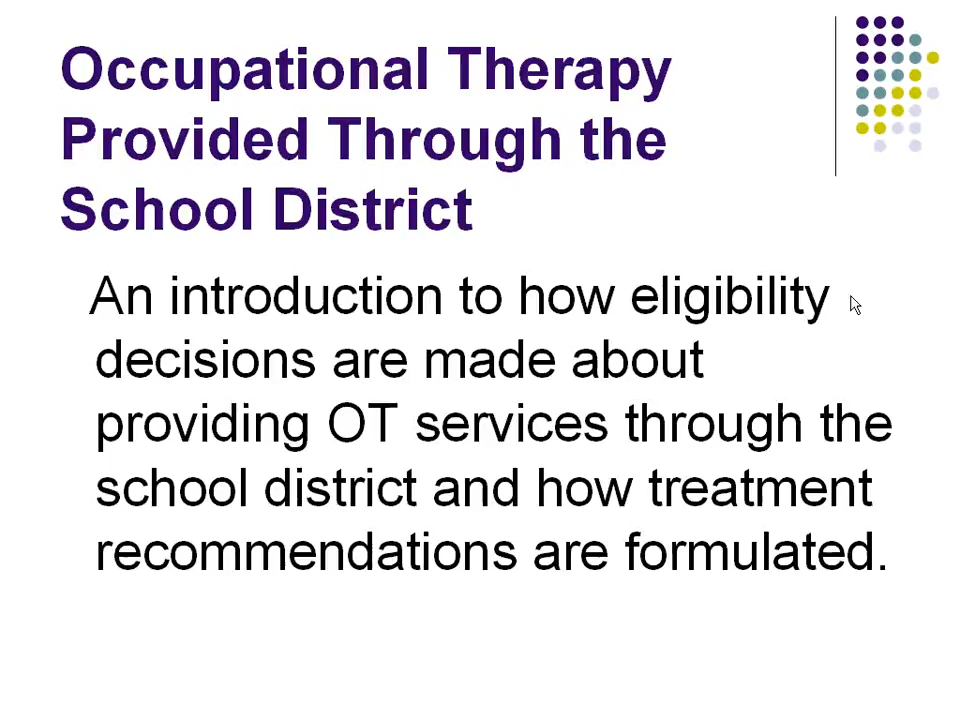 Occupational Therapy
Provided Through the
School District
An introduction to how eligibility
decisions are made about
providing OT services through the
school district and how treatment
recommendations are formulated.